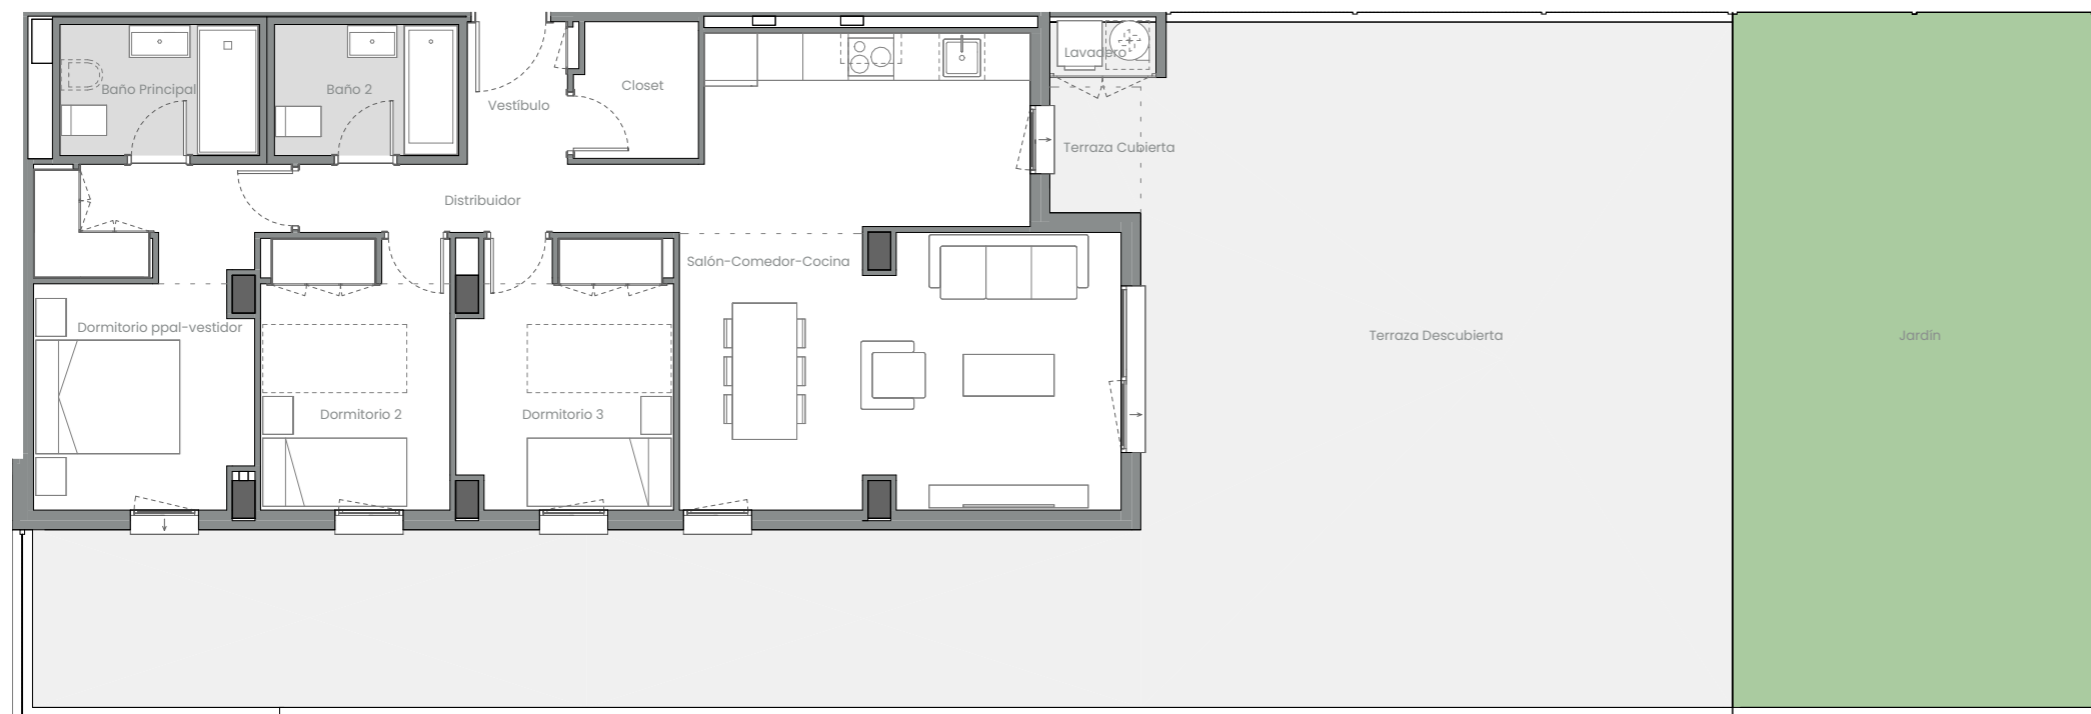 Lavadero
Baño Principal
Baño 2
Closet
Vestíbulo
Terraza Cubierta
Distribuidor
Salón-Comedor-Cocina
Dormitorio ppal-vestidor
Terraza Descubierta
Jardín
Dormitorio 2
Dormitorio 3